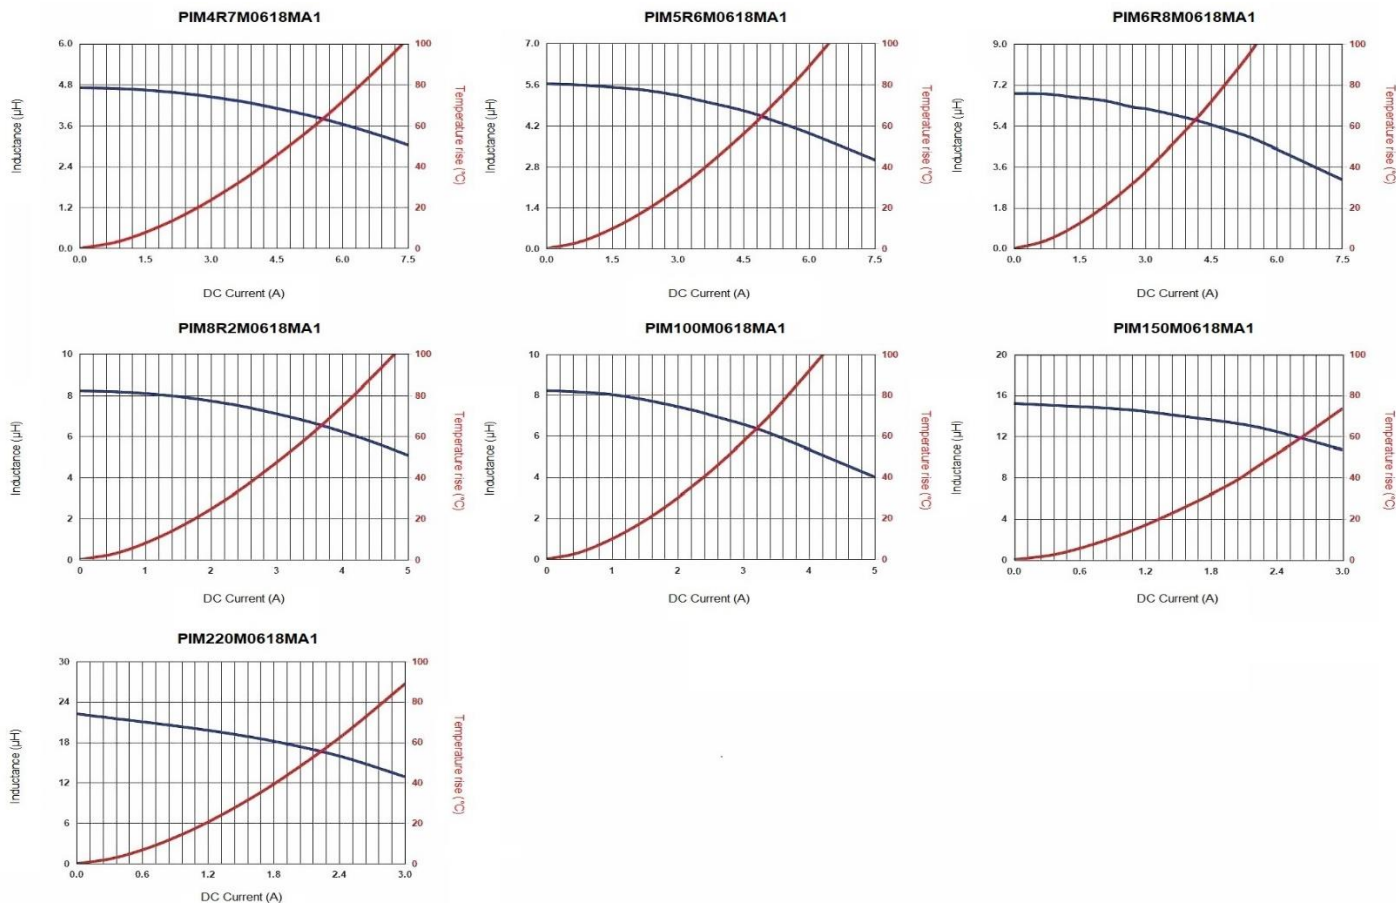 PIM4R7M0618MA1
6.0
4.8
3.6
2.4
1.2
0.0
100
80
60
40
20
0
0.0 1.5 3.0 4.5 6.0 7.5
Inductance (µH)
Temperature rise (℃)
DC Current (A)
PIM5R6M0618MA1
7.0
5.6
4.2
2.8
1.4
0.0
100
80
60
40
20
0
0.0 1.5 3.0 4.5 6.0 7.5
Inductance (µH)
Temperature rise (℃)
DC Current (A)
PIM6R8M0618MA1
9.0
7.2
5.4
3.6
1.8
0.0
100
80
60
40
20
0
0.0 1.5 3.0 4.5 6.0 7.5
Inductance (µH)
Temperature rise (℃)
DC Current (A)
PIM8R2M0618MA1
10
8
6
4
2
0
100
80
60
40
20
0
0 1 2 3 4 5
Inductance (µH)
Temperature rise (℃)
DC Current (A)
PIM100M0618MA1
10
8
6
4
2
0
100
80
60
40
20
0
0 1 2 3 4 5
Inductance (µH)
Temperature rise (℃)
DC Current (A)
PIM150M0618MA1
20
16
12
8
4
0
100
80
60
40
20
0
0.0 0.6 1.2 1.8 2.4 3.0
Inductance (µH)
Temperature rise (℃)
DC Current (A)
PIM220M0618MA1
30
24
18
12
6
0
100
80
60
40
20
0
0.0 0.6 1.2 1.8 2.4 3.0
Inductance (µH)
Temperature rise (℃)
DC Current (A)